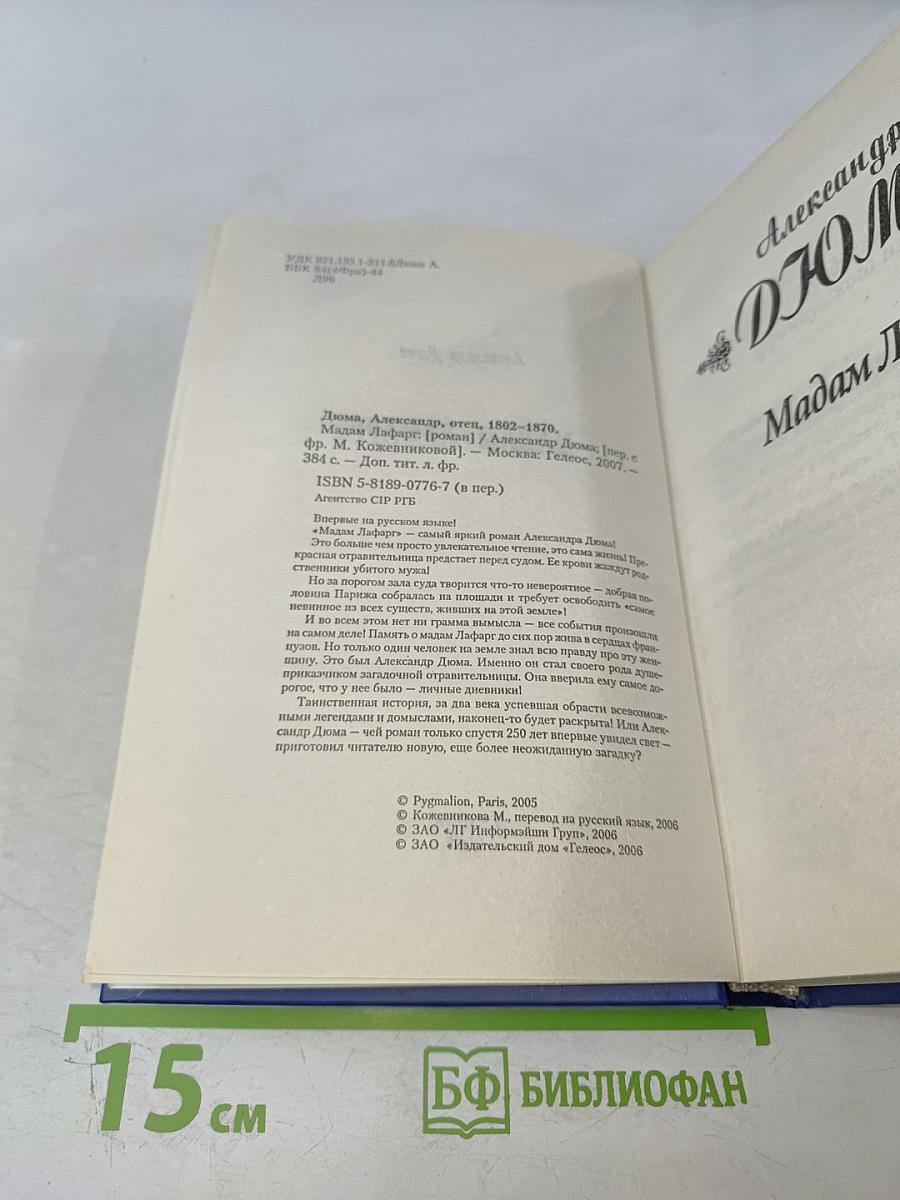 УДК 821.133.1-311.6Дюма А.
ББК 84(4Фра)-44
Д96
Дюма, Александр, отец, 1802–1870.
Мадам Лафарг: [роман] / Александр Дюма; [пер. с
фр. М. Кожевниковой]. — Москва: Гелеос, 2007. —
384 с. — Доп. тит. л. фр.
ISBN 5-8189-0776-7 (в пер.)
Агентство CIP РГБ
Впервые на русском языке!
«Мадам Лафарг» — самый яркий роман Александра Дюма!
Это больше чем просто увлекательное чтение, это сама жизнь! Пре-
красная отравительница предстает перед судом. Ее крови жаждут род-
ственники убитого мужа!
Но за порогом зала суда творится что-то невероятное — добрая по-
ловина Парижа собралась на площади и требует освободить «самое
невинное из всех существ, живших на этой земле»!
И во всем этом нет ни грамма вымысла — все события произошли
на самом деле! Память о мадам Лафарг до сих пор жива в сердцах фран-
цузов. Но только один человек на земле знал всю правду про эту жен-
щину. Это был Александр Дюма. Именно он стал своего рода душе-
приказчиком загадочной отравительницы. Она вверила ему самое до-
рогое, что у нее было — личные дневники!
Таинственная история, за два века успевшая обрасти всевозмож-
ными легендами и домыслами, наконец-то будет раскрыта! Или Алек-
сандр Дюма — чей роман только спустя 250 лет впервые увидел свет —
приготовил читателю новую, еще более неожиданную загадку?
© Pygmalion, Paris, 2005
© Кожевникова М., перевод на русский язык, 2006
© ЗАО «ЛГ Информэйшн Груп», 2006
© ЗАО «Издательский дом «Гелеос», 2006
Александр
ДЮМ
Мадам Л
15 см
БФ БИБЛИОФАН